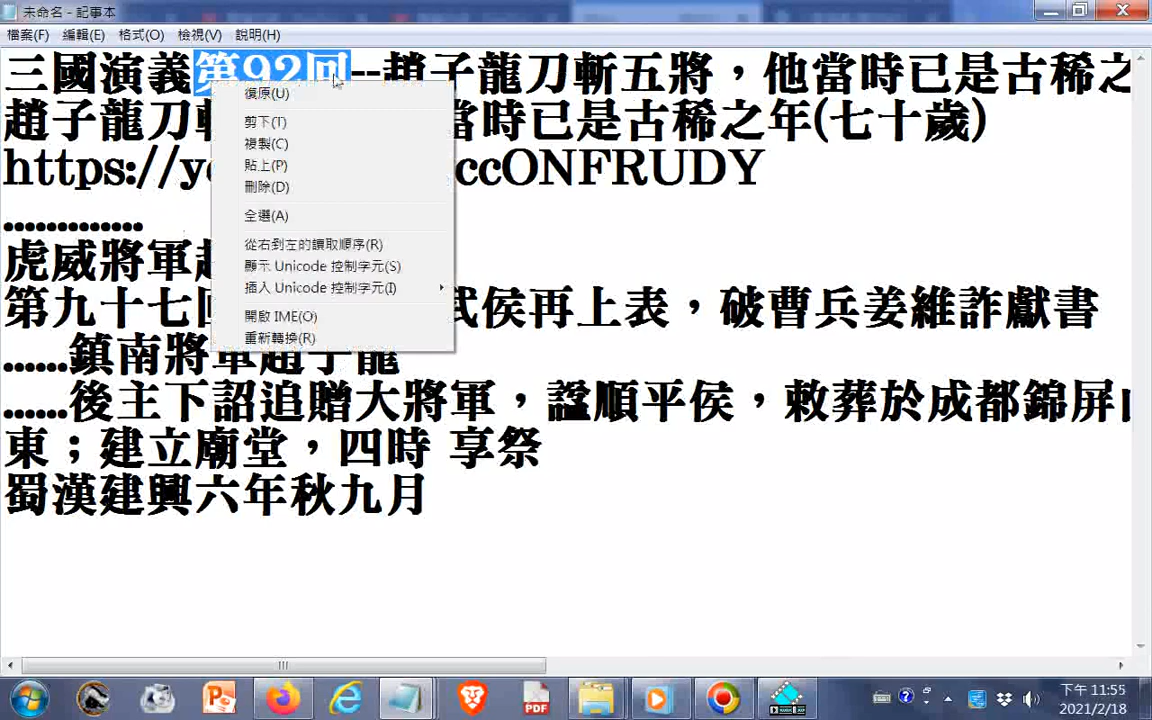 未命名 - 記事本
檔案(F) 編輯(E) 格式(O) 檢視(V) 說明(H)
三國演義第92回--趙子龍刀斬五將，他當時已是古稀之
趙子龍刀 當時已是古稀之年(七十歲)
https://y ccONFRUDY
.............
虎威將軍
第九十七回 武侯再上表，破曹兵姜維詐獻書
......鎮南將軍趙子龍
......後主下詔追贈大將軍，諡順平侯，敕葬於成都錦屏山
東；建立廟堂，四時 享祭
蜀漢建興六年秋九月
復原(U)
剪下(T)
複製(C)
貼上(P)
刪除(D)
全選(A)
從右到左的讀取順序(R)
顯示 Unicode 控制字元(S)
插入 Unicode 控制字元(I)
開啟 IME(O)
重新轉換(R)
PDF
下午 11:55
2021/2/18